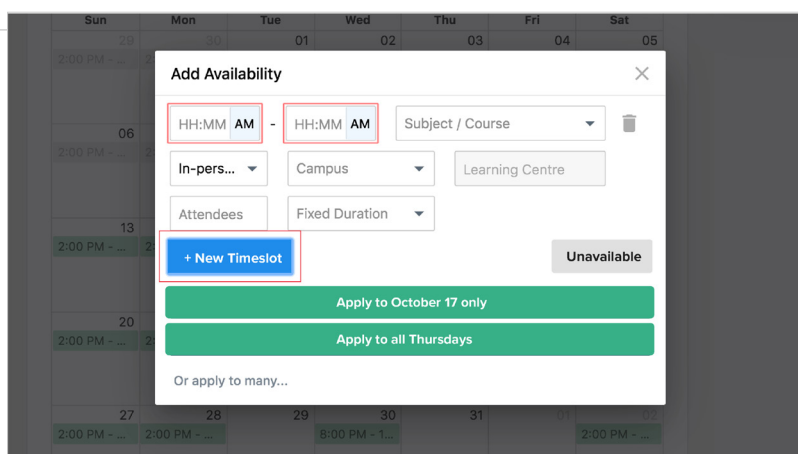 Sun Mon Tue Wed Thu Fri Sat
29 30 01 02 03 04 05
2:00 PM - ... 2
Add Availability
HH:MM AM - HH:MM AM Subject / Course
06
2:00 PM - ... 2
In-pers... Campus Learning Centre
Attendees Fixed Duration
13
2:00 PM - ... 2
+ New Timeslot Unavailable
Apply to October 17 only
20
2:00 PM - ... 2
Apply to all Thursdays
Or apply to many...
27 28 29 30 31 01 02
2:00 PM - ... 2:00 PM - ... 8:00 PM - 1... 2:00 PM - ...